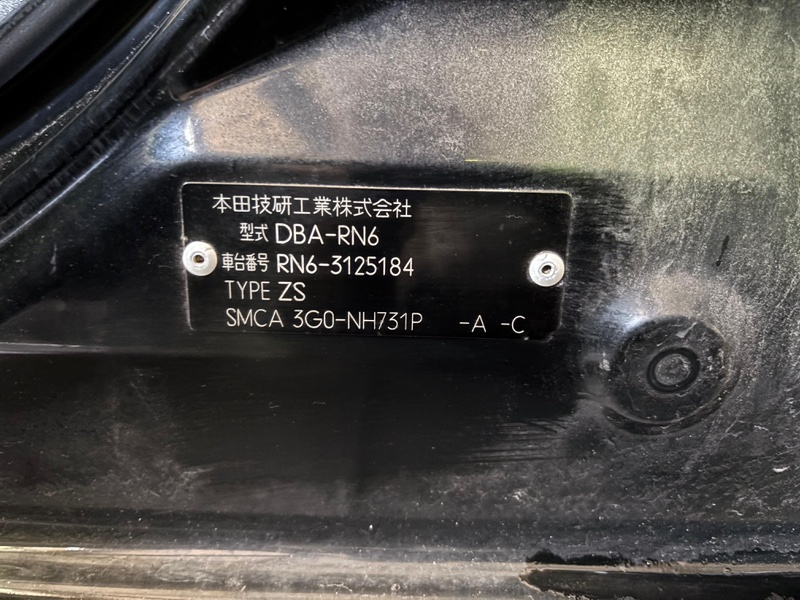 本田技研工業株式会社
型式 DBA-RN6
車台番号 RN6-3125184
TYPE ZS
SMCA 3G0-NH731P -A -C